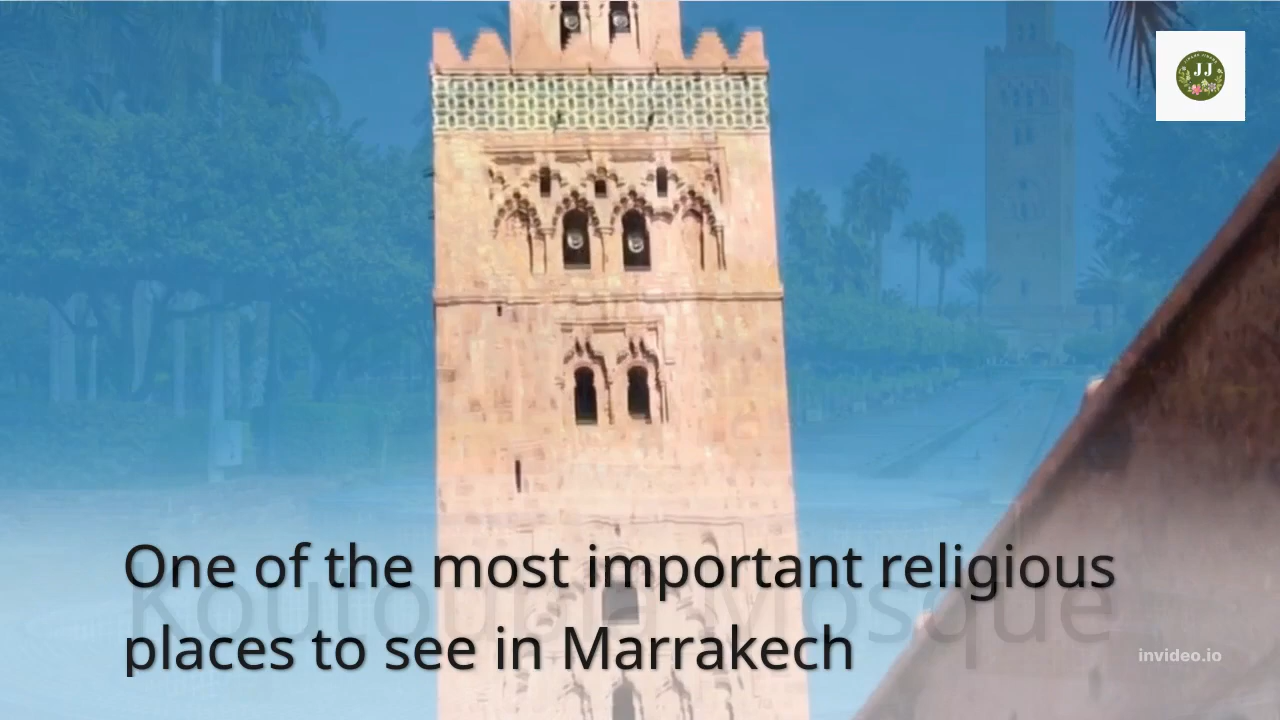 JJ
One of the most important religious
Koutoubia Mosque
places to see in Marrakech
invideo.io